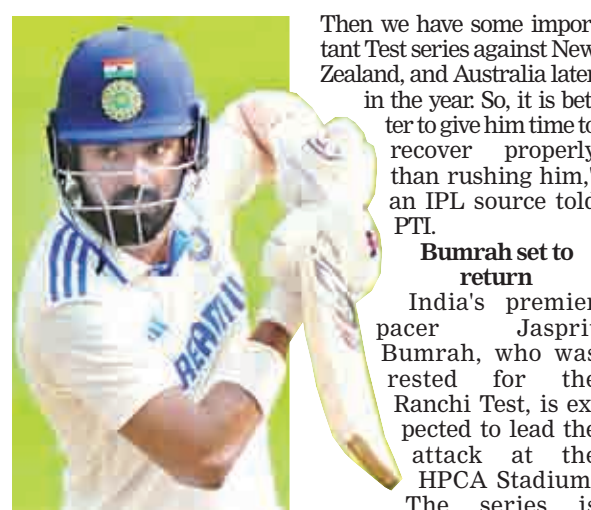 Then we have some impor
tant Test series against New
Zealand, and Australia later
in the year. So, it is bet
ter to give him time to
recover properly
than rushing him,"
an IPL source told
PTI.
Bumrah set to
return
India's premier
pacer Jasprit
Bumrah, who was
rested for the
Ranchi Test, is ex
pected to lead the
attack at the
HPCA Stadium
The series is